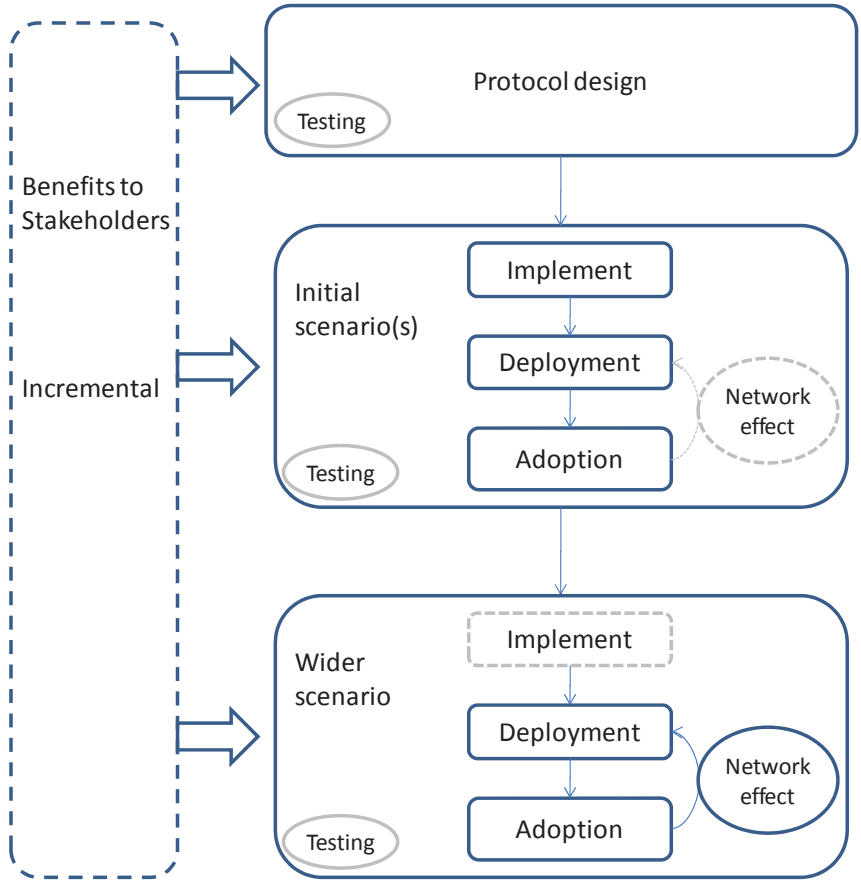 Protocol design
Testing
Benefits to
Stakeholders
Incremental
Initial
scenario(s)
Implement
Deployment
Adoption
Network
effect
Testing
Wider
scenario
Implement
Deployment
Adoption
Network
effect
Testing